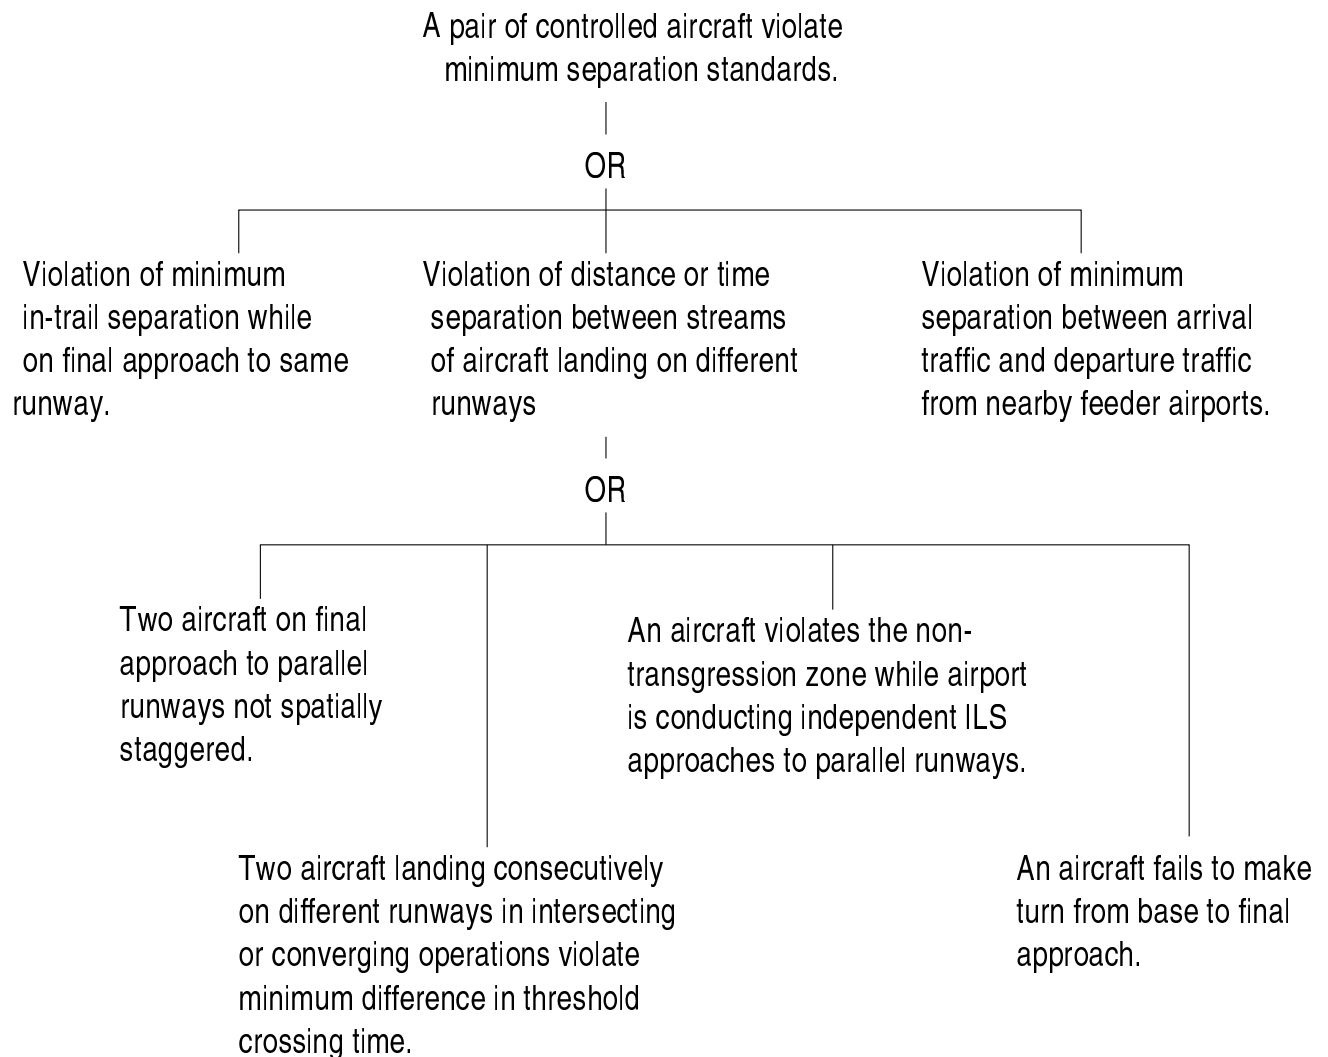 A pair of controlled aircraft violate
minimum separation standards.
OR
Violation of minimum
in-trail separation while
on final approach to same
runway.
Violation of distance or time
separation between streams
of aircraft landing on different
runways
Violation of minimum
separation between arrival
traffic and departure traffic
from nearby feeder airports.
OR
Two aircraft on final
approach to parallel
runways not spatially
staggered.
An aircraft violates the non-
transgression zone while airport
is conducting independent ILS
approaches to parallel runways.
Two aircraft landing consecutively
on different runways in intersecting
or converging operations violate
minimum difference in threshold
crossing time.
An aircraft fails to make
turn from base to final
approach.